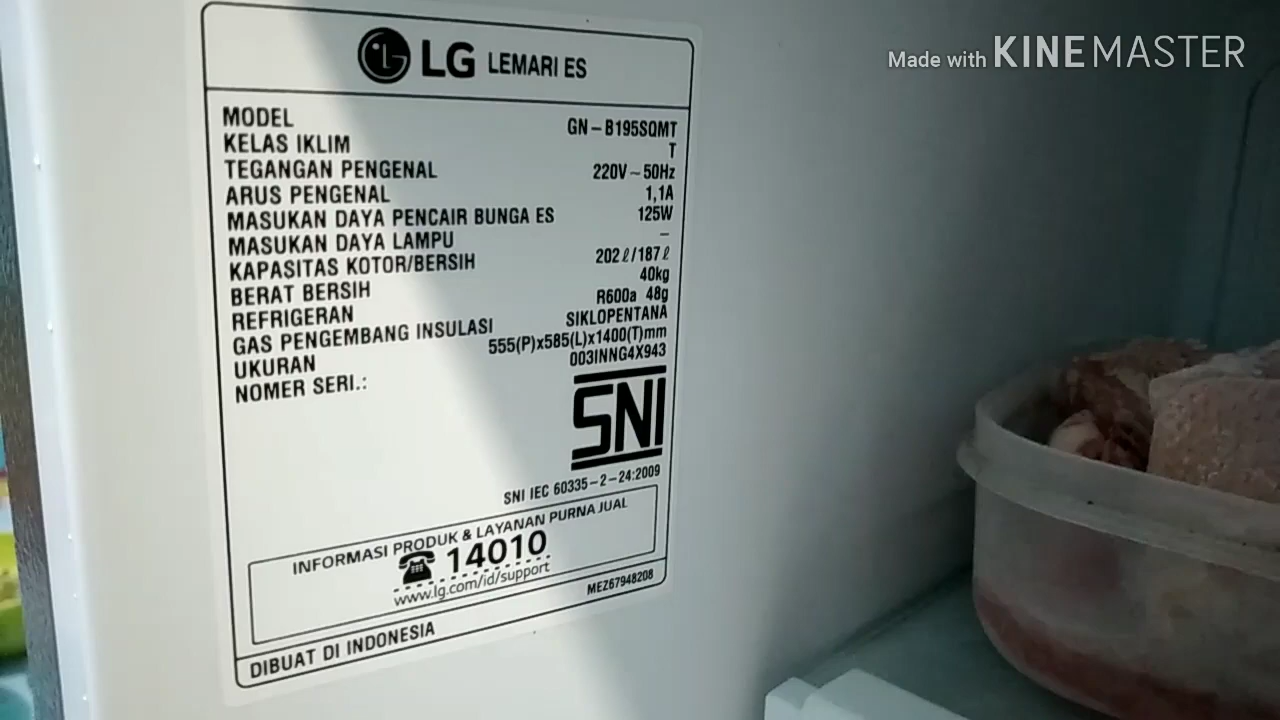 Made with KINEMASTER
LG LEMARI ES
MODEL GN-B195SQMT
KELAS IKLIM T
TEGANGAN PENGENAL 220V~50Hz
ARUS PENGENAL 1,1A
MASUKAN DAYA PENCAIR BUNGA ES 125W
MASUKAN DAYA LAMPU –
KAPASITAS KOTOR/BERSIH 202ℓ/187ℓ
BERAT BERSIH 40kg
REFRIGERAN R600a 48g
GAS PENGEMBANG INSULASI SIKLOPENTANA
UKURAN 555(P)x585(L)x1400(T)mm
NOMER SERI.: 003INNG4X943
SNI
SNI IEC 60335-2-24:2009
INFORMASI PRODUK & LAYANAN PURNA JUAL
14010
www.lg.com/id/support
MEZ67948208
DIBUAT DI INDONESIA